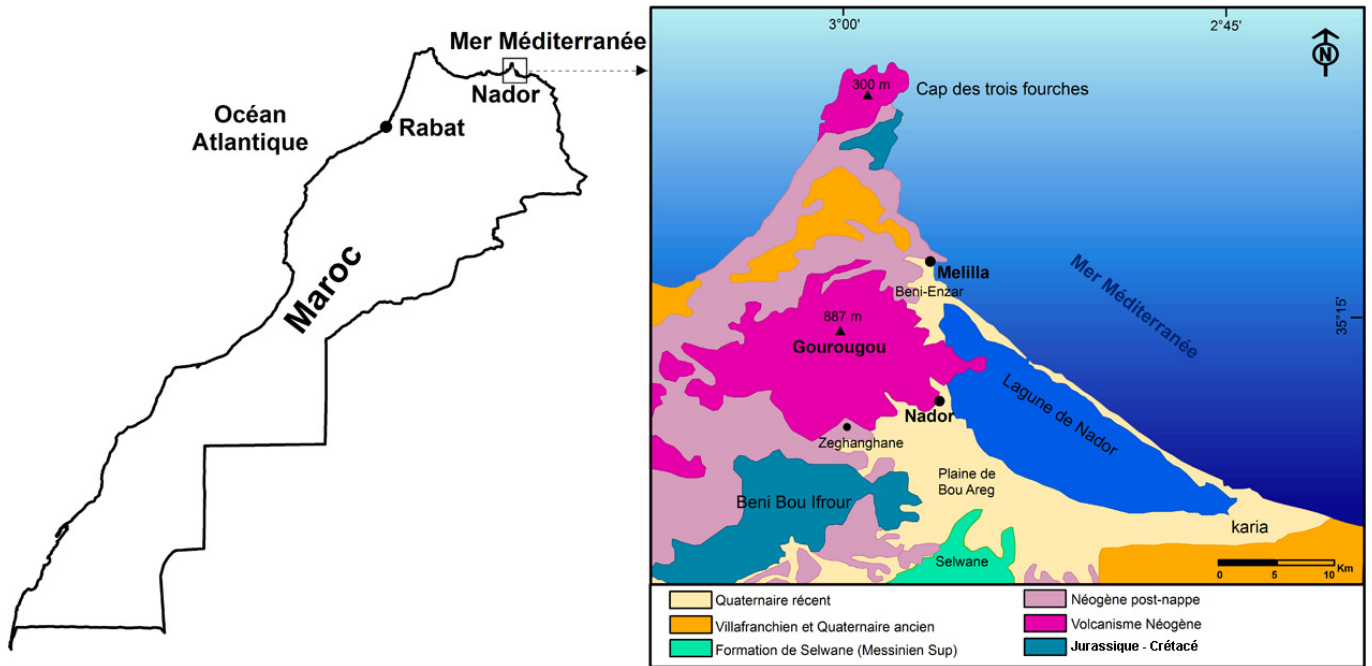 Mer Méditerranée
Nador
Océan
Atlantique
Rabat
Maroc
3°00'
2°45'
N
300 m
Cap des trois fourches
Melilla
Beni-Enzar
Mer Méditerranée
35°15'
887 m
Gourougou
Lagune de Nador
Nador
Zeghanghane
Plaine de
Bou Areg
Beni Bou Ifrour
karia
Selwane
0 5 10 Km
Quaternaire récent
Villafranchien et Quaternaire ancien
Formation de Selwane (Messinien Sup)
Néogène post-nappe
Volcanisme Néogène
Jurassique - Crétacé